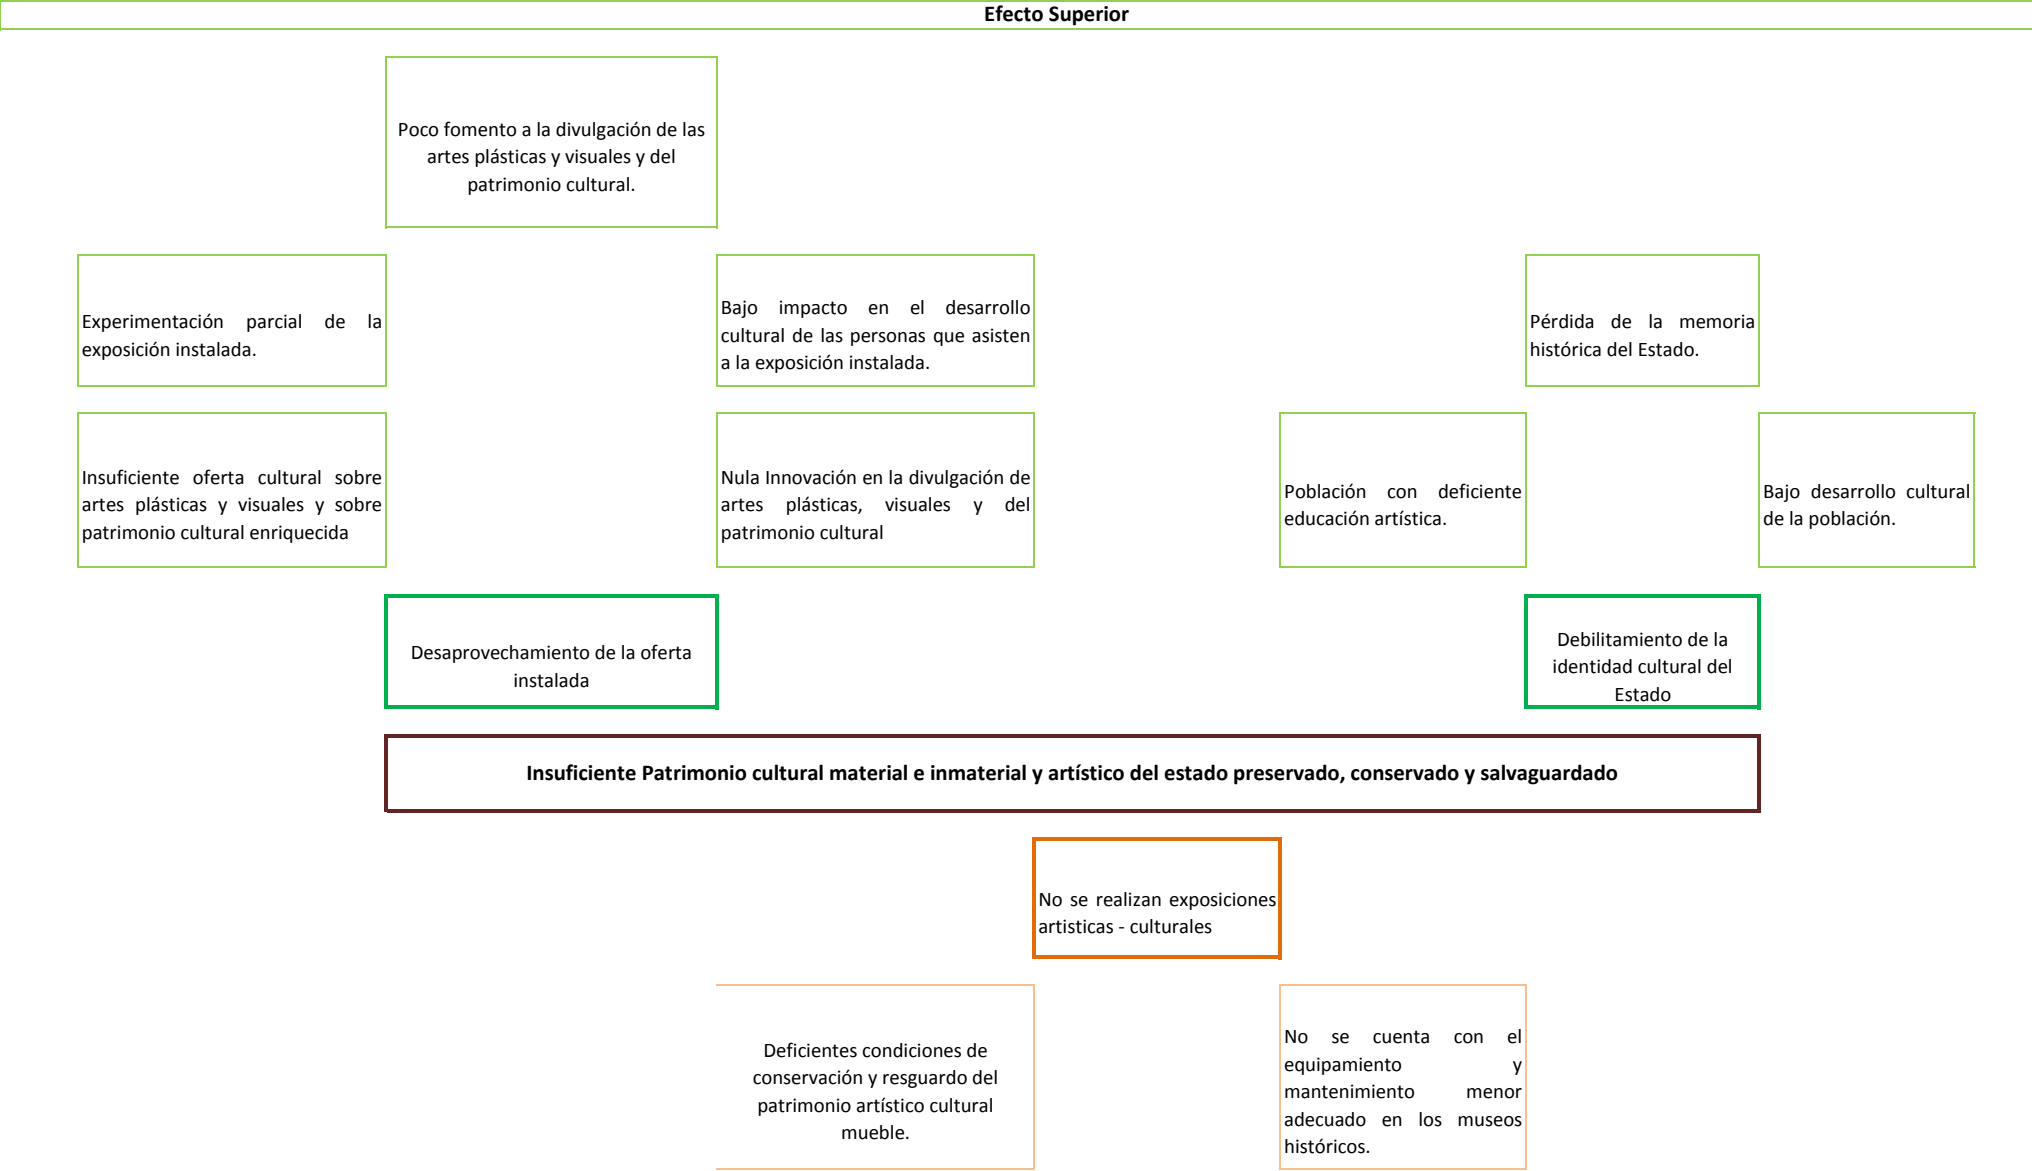 Efecto Superior
Poco fomento a la divulgación de las
artes plásticas y visuales y del
patrimonio cultural.
Experimentación parcial de la
exposición instalada.
Bajo impacto en el desarrollo
cultural de las personas que asisten
a la exposición instalada.
Pérdida de la memoria
histórica del Estado.
Insuficiente oferta cultural sobre
artes plásticas y visuales y sobre
patrimonio cultural enriquecida
Nula Innovación en la divulgación de
artes plásticas, visuales y del
patrimonio cultural
Población con deficiente
educación artística.
Bajo desarrollo cultural
de la población.
Desaprovechamiento de la oferta
instalada
Debilitamiento de la
identidad cultural del
Estado
Insuficiente Patrimonio cultural material e inmaterial y artístico del estado preservado, conservado y salvaguardado
No se realizan exposiciones
artisticas - culturales
Deficientes condiciones de
conservación y resguardo del
patrimonio artístico cultural
mueble.
No se cuenta con el
equipamiento y
mantenimiento menor
adecuado en los museos
históricos.